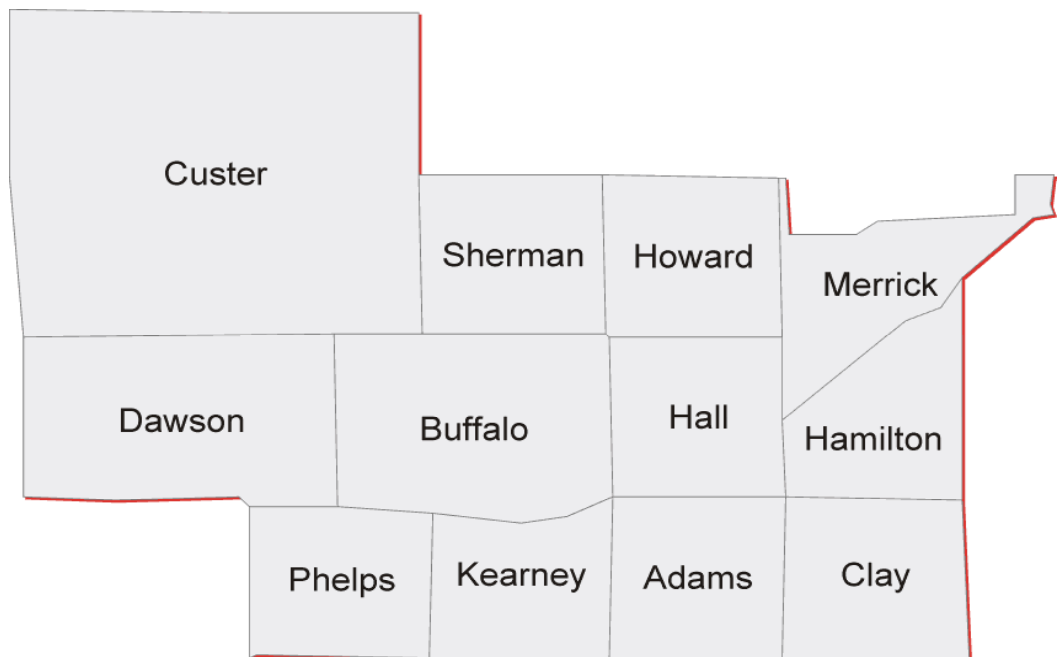 Custer
Sherman
Howard
Merrick
Dawson
Buffalo
Hall
Hamilton
Phelps
Kearney
Adams
Clay